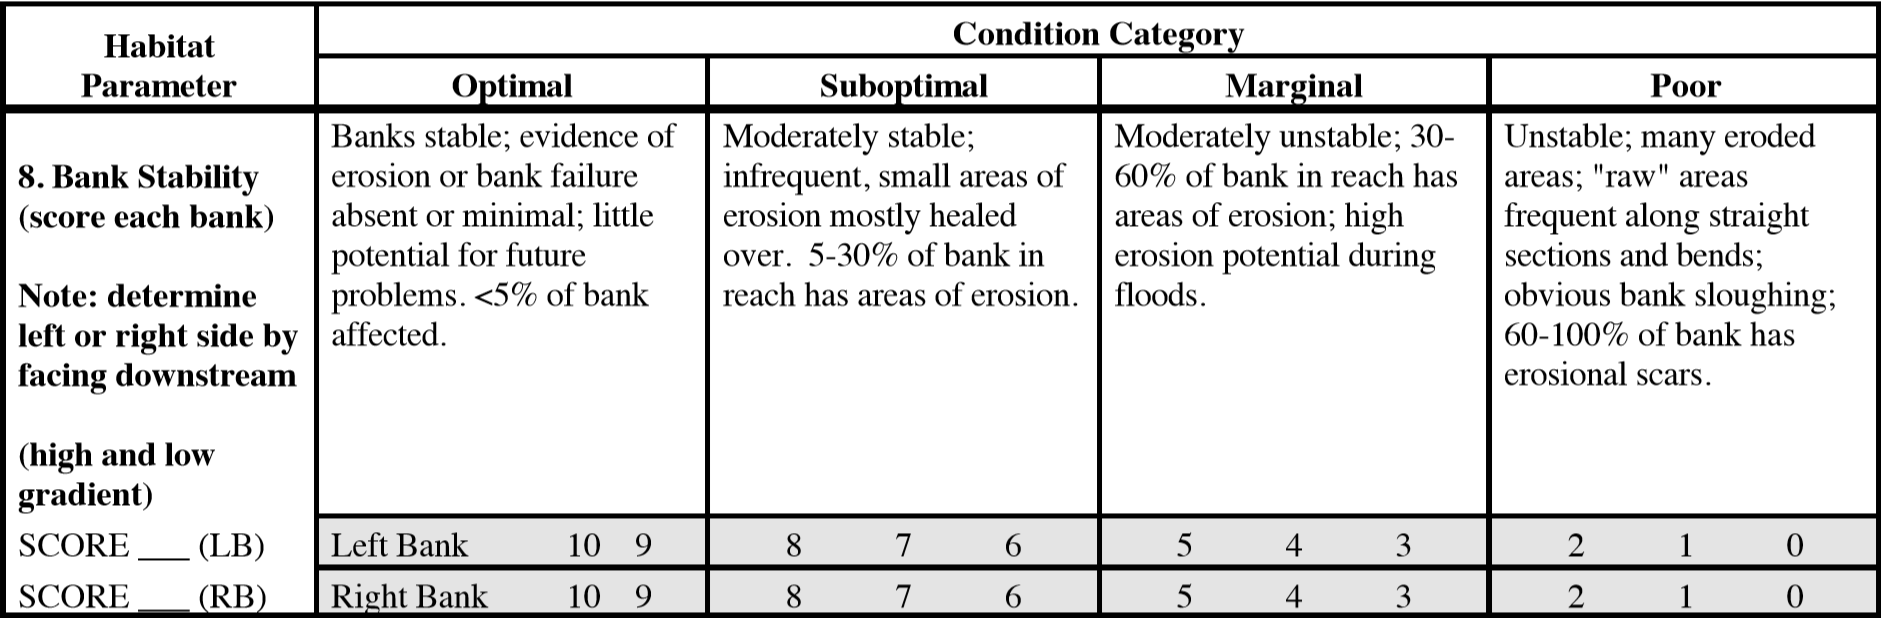 Habitat
Parameter
Condition Category
Optimal
Suboptimal
Marginal
Poor
8. Bank Stability
(score each bank)
Note: determine
left or right side by
facing downstream
(high and low
gradient)
Banks stable; evidence of
erosion or bank failure
absent or minimal; little
potential for future
problems. <5% of bank
affected.
Moderately stable;
infrequent, small areas of
erosion mostly healed
over.  5-30% of bank in
reach has areas of erosion.
Moderately unstable; 30-
60% of bank in reach has
areas of erosion; high
erosion potential during
floods.
Unstable; many eroded
areas; "raw" areas
frequent along straight
sections and bends;
obvious bank sloughing;
60-100% of bank has
erosional scars.
SCORE ___ (LB)
Left Bank 10 9 8 7 6 5 4 3 2 1 0
SCORE ___ (RB)
Right Bank 10 9 8 7 6 5 4 3 2 1 0